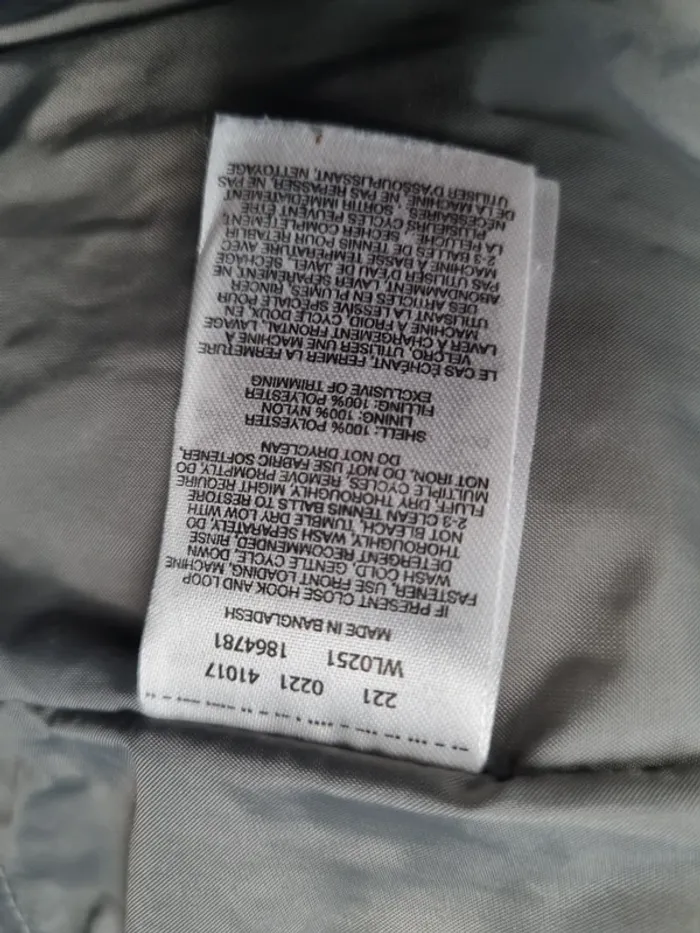 221 0221 41017
WL0251 1864781
MADE IN BANGLADESH
IF PRESENT CLOSE HOOK AND LOOP
FASTENER, USE FRONT LOADING, MACHINE
WASH COLD, GENTLE CYCLE, DOWN
DETERGENT RECOMMENDED, RINSE
THOROUGHLY, WASH SEPARATELY, DO
NOT BLEACH, TUMBLE DRY LOW WITH
2-3 CLEAN TENNIS BALLS TO RESTORE
FLUFF, DRY THOROUGHLY, MIGHT REQUIRE
MULTIPLE CYCLES, REMOVE PROMPTLY, DO
NOT IRON, DO NOT USE FABRIC SOFTENER,
DO NOT DRYCLEAN
SHELL: 100% POLYESTER
LINING: 100% NYLON
FILLING: 100% POLYESTER
EXCLUSIVE OF TRIMMING
LE CAS ÉCHÉANT, FERMER LA FERMETURE
VELCRO, UTILISER UNE MACHINE À
LAVER À CHARGEMENT FRONTAL, LAVAGE
MACHINE À FROID, CYCLE DOUX, EN
UTILISANT LA LESSIVE SPÉCIALE POUR
DES ARTICLES EN PLUMES, RINCER
ABONDAMMENT, LAVER SÉPARÉMENT, NE
PAS UTILISER D'EAU DE JAVEL, SÉCHAGE
MACHINE À BASSE TEMPÉRATURE AVEC
2-3 BALLES DE TENNIS POUR RÉTABLIR
LA PELUCHE, SÉCHER COMPLÈTEMENT,
PLUSIEURS CYCLES PEUVENT ÊTRE
NÉCESSAIRES, SORTIR IMMÉDIATEMENT
DE LA MACHINE, NE PAS REPASSER, NE PAS
UTILISER D'ASSOUPLISSANT, NETTOYAGE